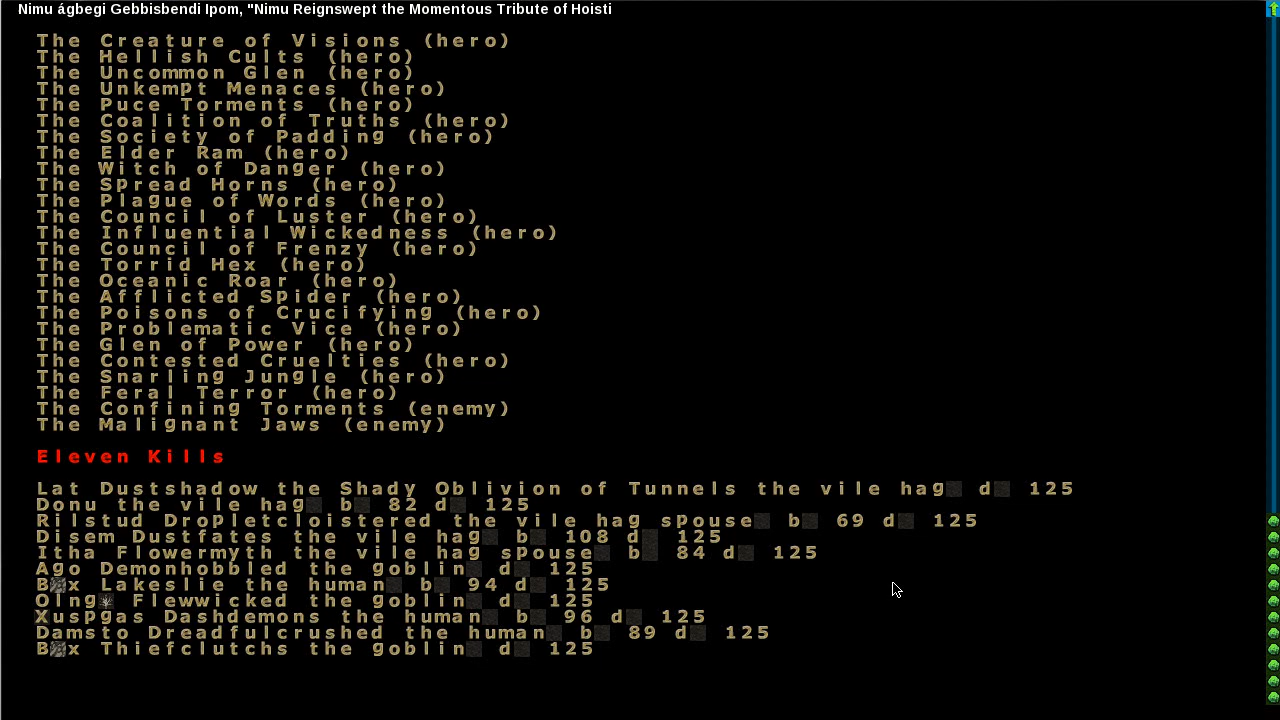 Nimu ágbegi Gebbisbendi Ipom, "Nimu Reignswept the Momentous Tribute of Hoisti
The Creature of Visions (hero)
The Hellish Cults (hero)
The Uncommon Glen (hero)
The Unkempt Menaces (hero)
The Puce Torments (hero)
The Coalition of Truths (hero)
The Society of Padding (hero)
The Elder Ram (hero)
The Witch of Danger (hero)
The Spread Horns (hero)
The Plague of Words (hero)
The Council of Luster (hero)
The Influential Wickedness (hero)
The Council of Frenzy (hero)
The Torrid Hex (hero)
The Oceanic Roar (hero)
The Afflicted Spider (hero)
The Poisons of Crucifying (hero)
The Problematic Vice (hero)
The Glen of Power (hero)
The Contested Cruelties (hero)
The Snarling Jungle (hero)
The Feral Terror (hero)
The Confining Torments (enemy)
The Malignant Jaws (enemy)
Eleven Kills
Lat Dustshadow the Shady Oblivion of Tunnels the vile hag d 125
Donu the vile hag b 82 d 125
Rilstud Dropletcloistered the vile hag spouse b 69 d 125
Disem Dustfates the vile hag b 108 d 125
Itha Flowermyth the vile hag spouse b 84 d 125
Ago Demonhobbled the goblin d 125
Lakeslie the human b 94 d 125
Flewwicked the goblin d 125
Xuspgas Dashdemons the human b 96 d 125
Damsto Dreadfulcrushed the human b 89 d 125
Thiefclutchs the goblin d 125